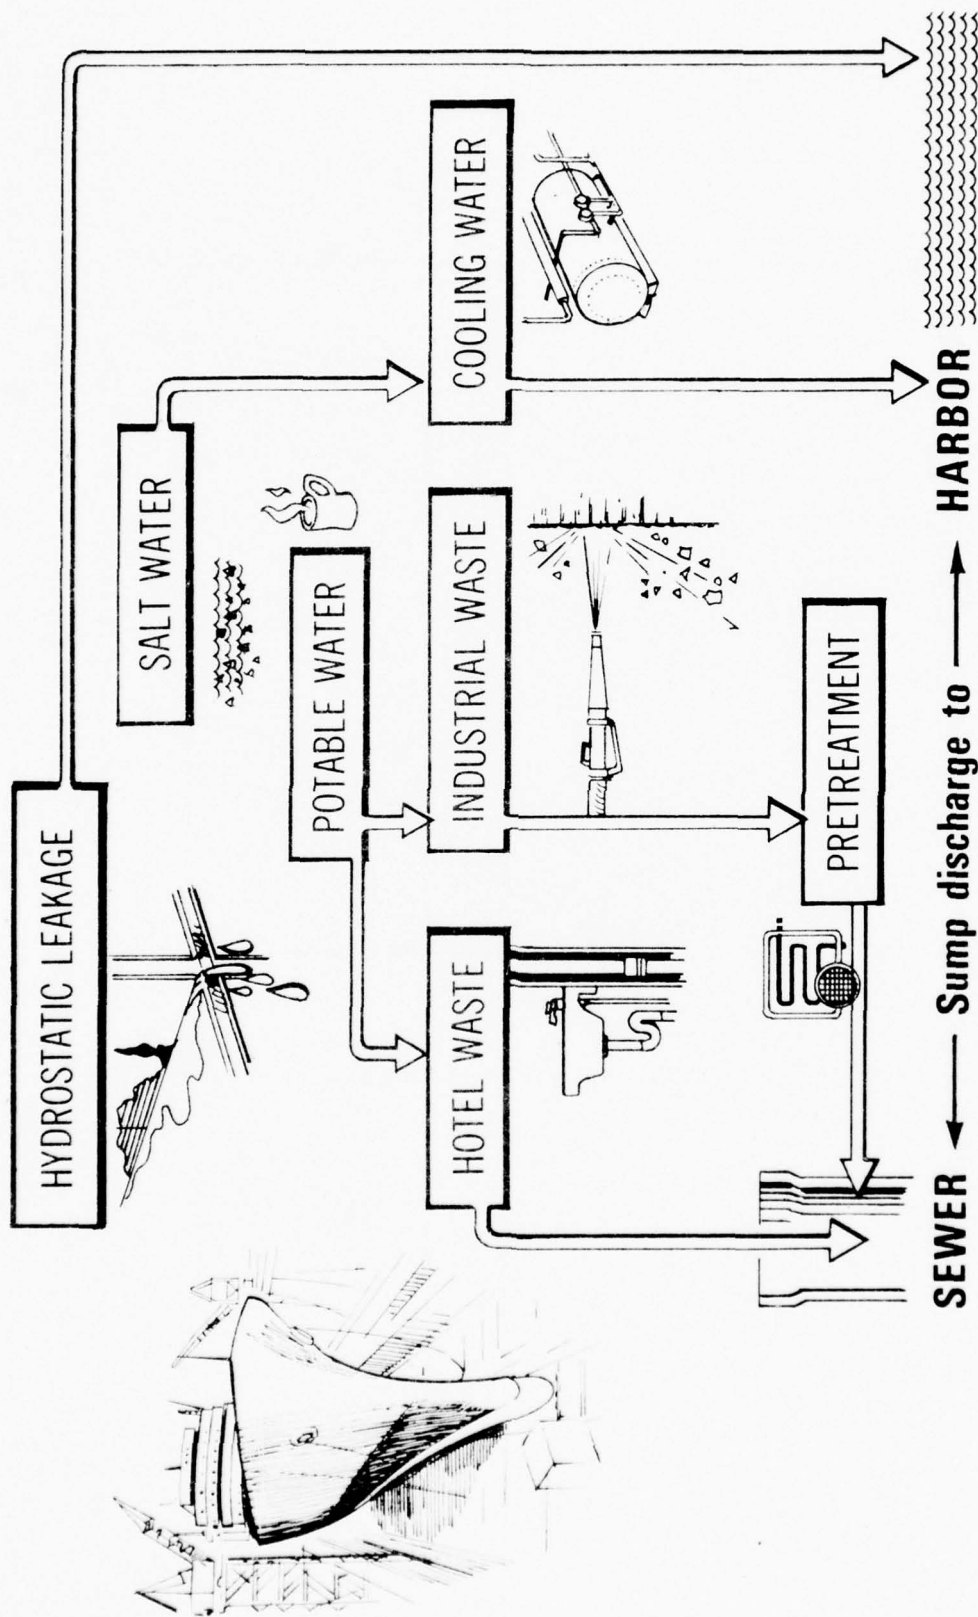 HYDROSTATIC LEAKAGE
SALT WATER
POTABLE WATER
HOTEL WASTE
INDUSTRIAL WASTE
COOLING WATER
PRETREATMENT
SEWER ← Sump discharge to → HARBOR